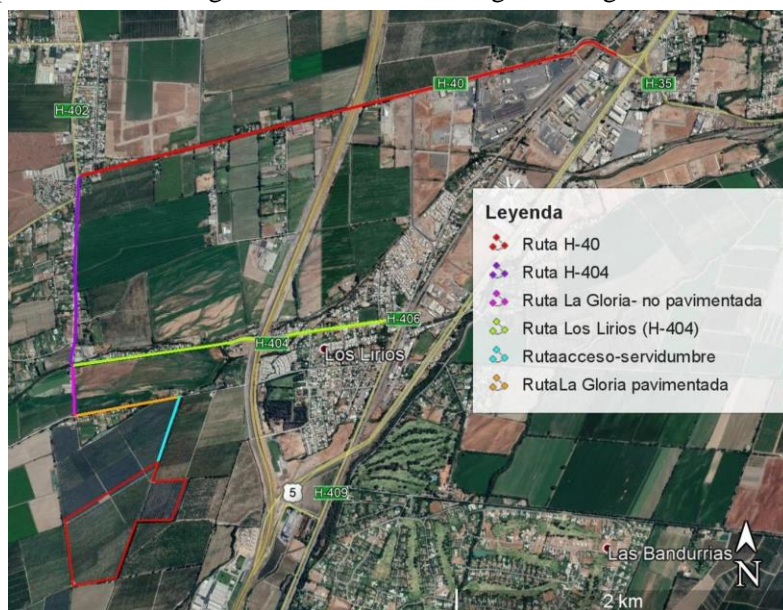 H-40
H-35
H-402
Leyenda
Ruta H-40
Ruta H-404
Ruta La Gloria- no pavimentada
Ruta Los Lirios (H-404)
Rutaacceso-servidumbre
RutaLa Gloria pavimentada
H-406
H-404
Los Lirios
5
H-409
Las Bandurrias
N
2 km